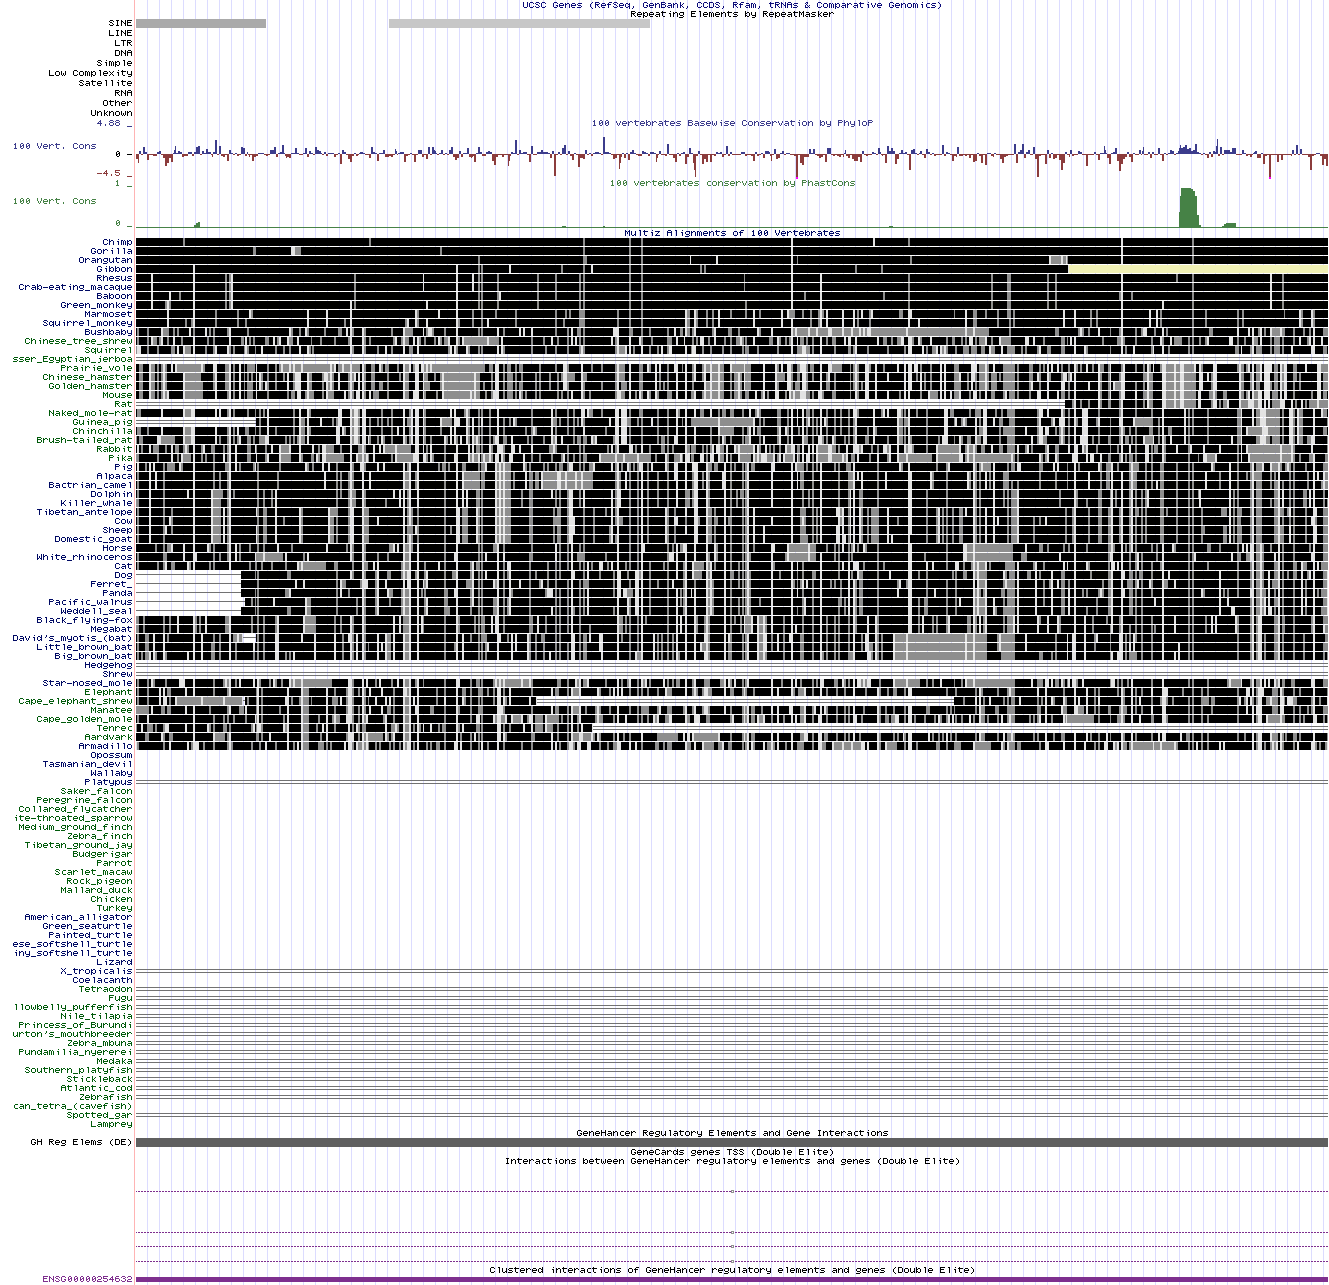 UCSC Genes (RefSeq, GenBank, CCDS, Rfam, tRNAs & Comparative Genomics)
Repeating Elements by RepeatMasker
SINE
LINE
LTR
DNA
Simple
Low Complexity
Satellite
RNA
Other
Unknown
4.88 _
100 vertebrates Basewise Conservation by PhyloP
100 Vert. Cons
0 _
-4.5 _
1 _
100 vertebrates conservation by PhastCons
100 Vert. Cons
0 _
Multiz Alignments of 100 Vertebrates
Chimp
Gorilla
Orangutan
Gibbon
Rhesus
Crab-eating_macaque
Baboon
Green_monkey
Marmoset
Squirrel_monkey
Bushbaby
Chinese_tree_shrew
Squirrel
sser_Egyptian_jerboa
Prairie_vole
Chinese_hamster
Golden_hamster
Mouse
Rat
Naked_mole-rat
Guinea_pig
Chinchilla
Brush-tailed_rat
Rabbit
Pika
Pig
Alpaca
Bactrian_camel
Dolphin
Killer_whale
Tibetan_antelope
Cow
Sheep
Domestic_goat
Horse
White_rhinoceros
Cat
Dog
Ferret_
Panda
Pacific_walrus
Weddell_seal
Black_flying-fox
Megabat
David's_myotis_(bat)
Little_brown_bat
Big_brown_bat
Hedgehog
Shrew
Star-nosed_mole
Elephant
Cape_elephant_shrew
Manatee
Cape_golden_mole
Tenrec
Aardvark
Armadillo
Opossum
Tasmanian_devil
Wallaby
Platypus
Saker_falcon
Peregrine_falcon
Collared_flycatcher
ite-throated_sparrow
Medium_ground_finch
Zebra_finch
Tibetan_ground_jay
Budgerigar
Parrot
Scarlet_macaw
Rock_pigeon
Mallard_duck
Chicken
Turkey
American_alligator
Green_seaturtle
Painted_turtle
ese_softshell_turtle
iny_softshell_turtle
Lizard
X_tropicalis
Coelacanth
Tetraodon
Fugu
llowbelly_pufferfish
Nile_tilapia
Princess_of_Burundi
urton's_mouthbreeder
Zebra_mbuna
Pundamilia_nyererei
Medaka
Southern_platyfish
Stickleback
Atlantic_cod
Zebrafish
can_tetra_(cavefish)
Spotted_gar
Lamprey
GeneHancer Regulatory Elements and Gene Interactions
GH Reg Elems (DE)
GeneCards genes TSS (Double Elite)
Interactions between GeneHancer regulatory elements and genes (Double Elite)
Clustered interactions of GeneHancer regulatory elements and genes (Double Elite)
ENSG00000254632